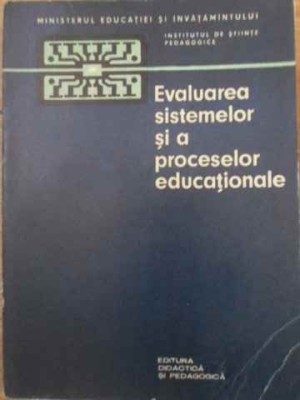 MINISTERUL EDUCAȚIEI ȘI ÎNVĂȚĂMÎNTULUI
INSTITUTUL DE ȘTIINȚE
PEDAGOGICE
Evaluarea
sistemelor
și a
proceselor
educaționale
EDITURA
DIDACTICĂ
ȘI PEDAGOGICĂ